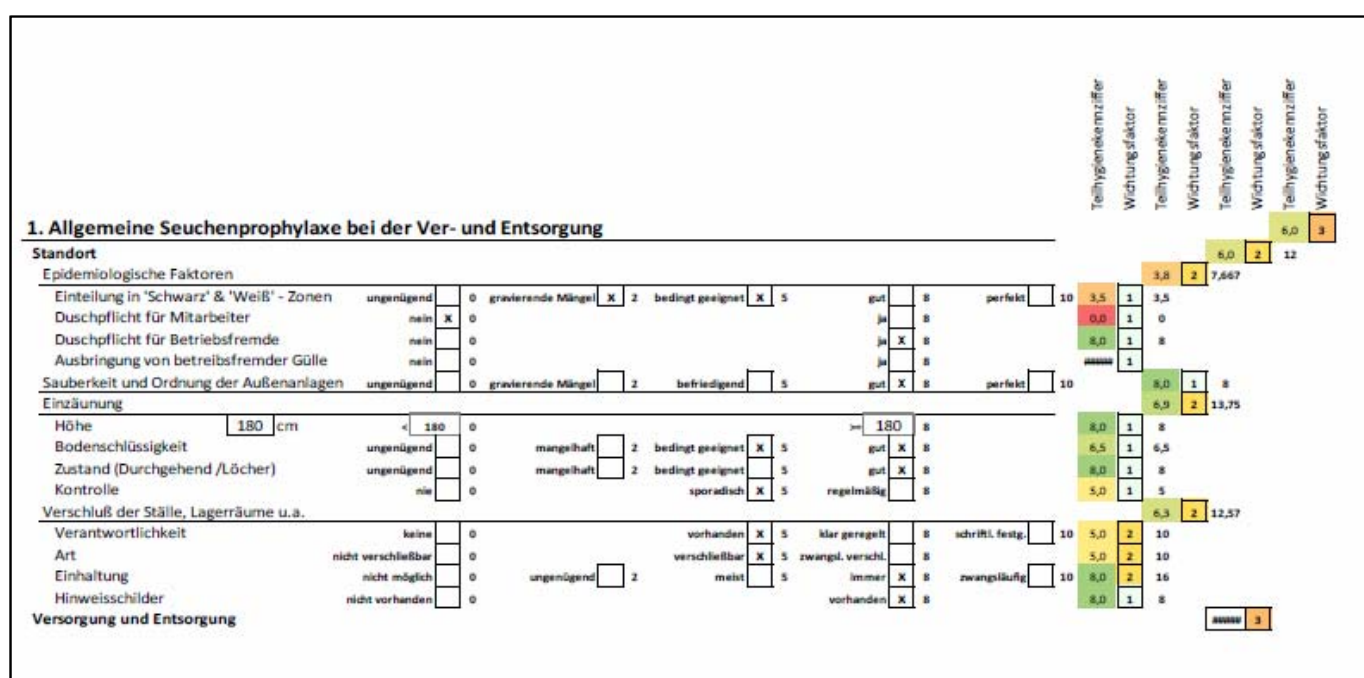 Teilhygienekennziffer Wichtungsfaktor Teilhygienekennziffer Wichtungsfaktor Teilhygienekennziffer Wichtungsfaktor Teilhygienekennziffer Wichtungsfaktor
1. Allgemeine Seuchenprophylaxe bei der Ver- und Entsorgung 6,0 3
Standort 6,0 2 12
Epidemiologische Faktoren 3,8 2 7,667
Einteilung in 'Schwarz' & 'Weiß' - Zonen ungenügend 0 gravierende Mängel x 2 bedingt geeignet x 5 gut 8 perfekt 10 3,5 1 3,5
Duschpflicht für Mitarbeiter nein x 0 ja 8 0,0 1 0
Duschpflicht für Betriebsfremde nein 0 ja x 8 8,0 1 8
Ausbringung von betreibsfremder Gülle nein 0 ja 8 ###### 1
Sauberkeit und Ordnung der Außenanlagen ungenügend 0 gravierende Mängel 2 befriedigend 5 gut x 8 perfekt 10 8,0 1 8
Einzäunung 6,9 2 13,75
Höhe 180 cm < 180 0 >= 180 8 8,0 1 8
Bodenschlüssigkeit ungenügend 0 mangelhaft 2 bedingt geeignet x 5 gut x 8 6,5 1 6,5
Zustand (Durchgehend /Löcher) ungenügend 0 mangelhaft 2 bedingt geeignet 5 gut x 8 8,0 1 8
Kontrolle nie 0 sporadisch x 5 regelmäßig 8 5,0 1 5
Verschluß der Ställe, Lagerräume u.a. 6,3 2 12,57
Verantwortlichkeit keine 0 vorhanden x 5 klar geregelt 8 schriftl. festg. 10 5,0 2 10
Art nicht verschließbar 0 verschließbar x 5 zwangsl. verschl. 8 5,0 2 10
Einhaltung nicht möglich 0 ungenügend 2 meist 5 immer x 8 zwangsläufig 10 8,0 2 16
Hinweisschilder nicht vorhanden 0 vorhanden x 8 8,0 1 8
Versorgung und Entsorgung ###### 3